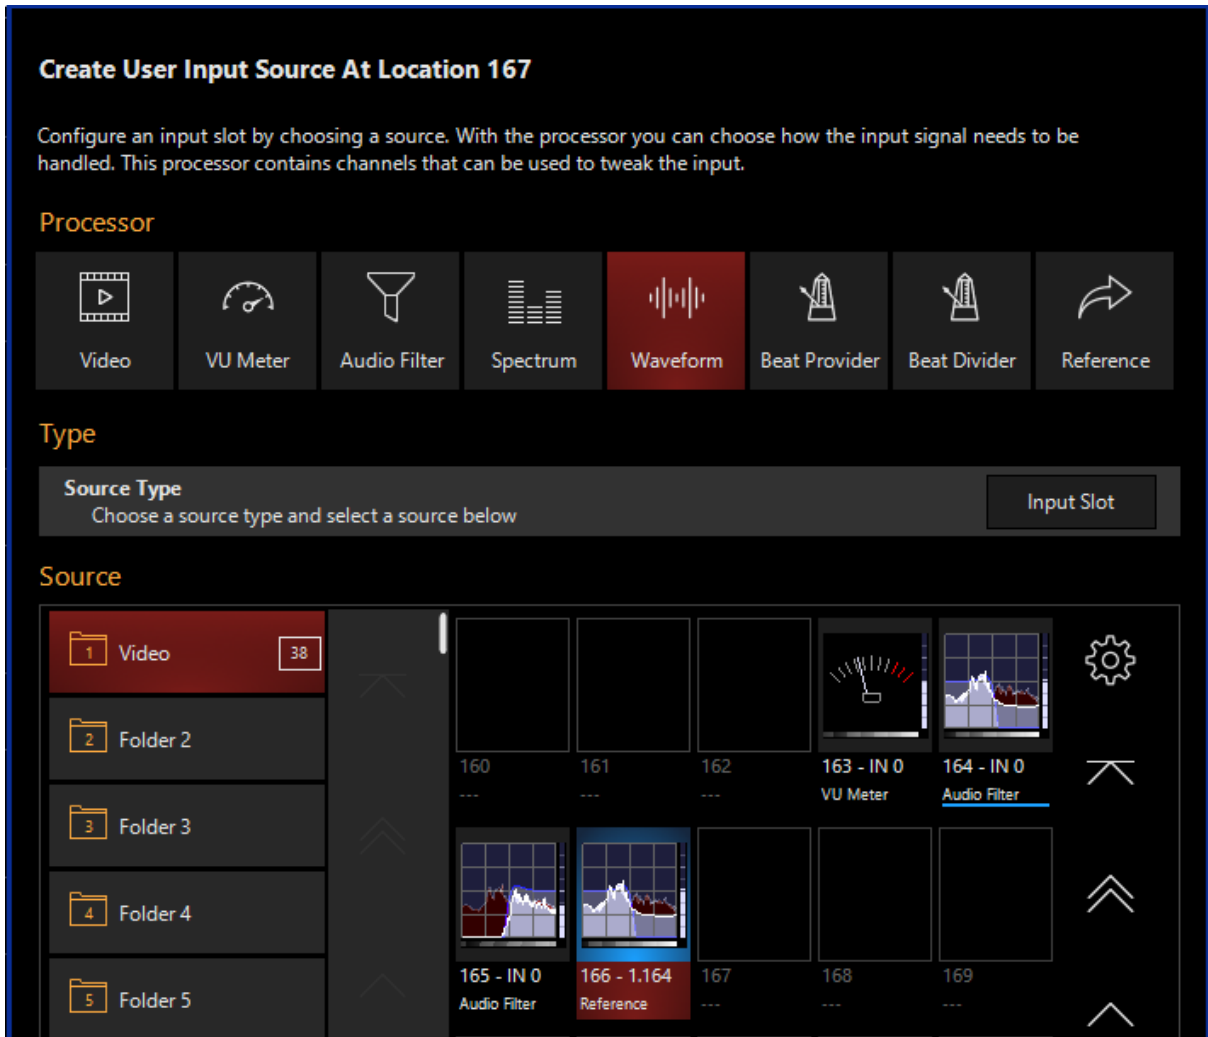 Create User Input Source At Location 167
Configure an input slot by choosing a source. With the processor you can choose how the input signal needs to be
handled. This processor contains channels that can be used to tweak the input.
Processor
Video
VU Meter
Audio Filter
Spectrum
Waveform
Beat Provider
Beat Divider
Reference
Type
Source Type
Choose a source type and select a source below
Input Slot
Source
1 Video 38
2 Folder 2
3 Folder 3
4 Folder 4
5 Folder 5
160
---
161
---
162
---
163 - IN 0
VU Meter
164 - IN 0
Audio Filter
165 - IN 0
Audio Filter
166 - 1.164
Reference
167
---
168
---
169
---